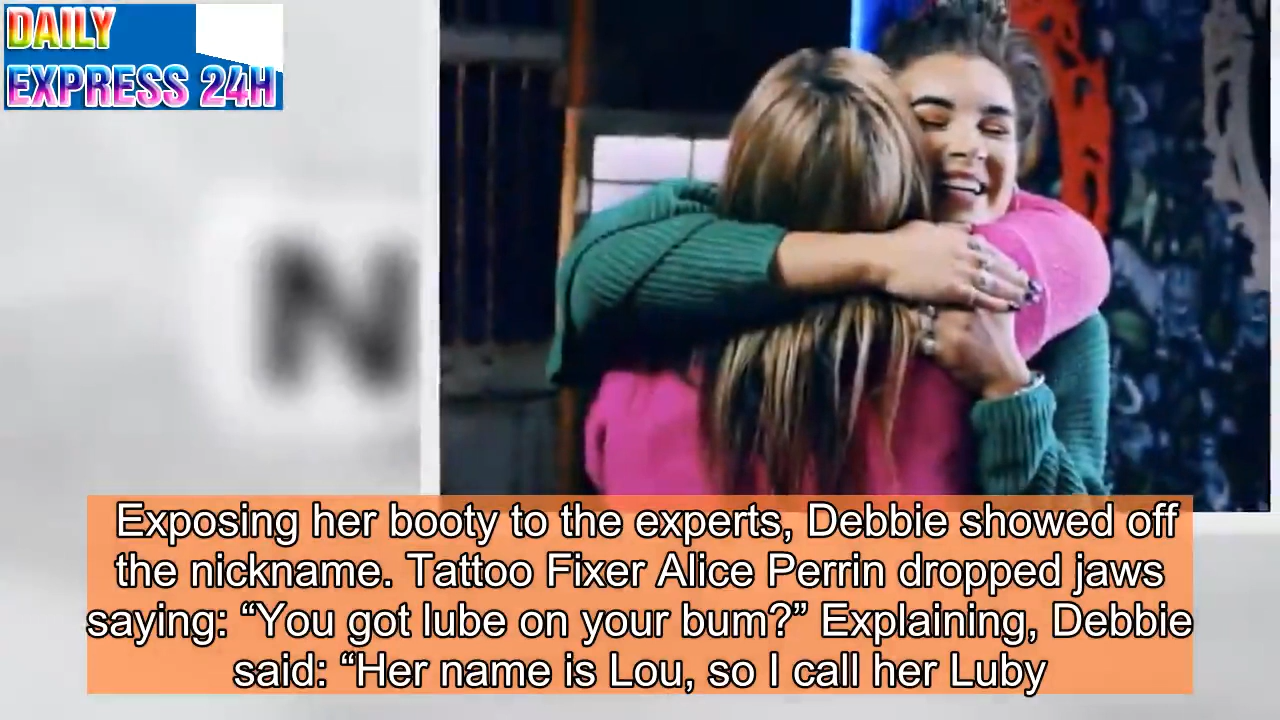 DAILY
EXPRESS 24H
N
Exposing her booty to the experts, Debbie showed off
the nickname. Tattoo Fixer Alice Perrin dropped jaws
saying: “You got lube on your bum?” Explaining, Debbie
said: “Her name is Lou, so I call her Luby